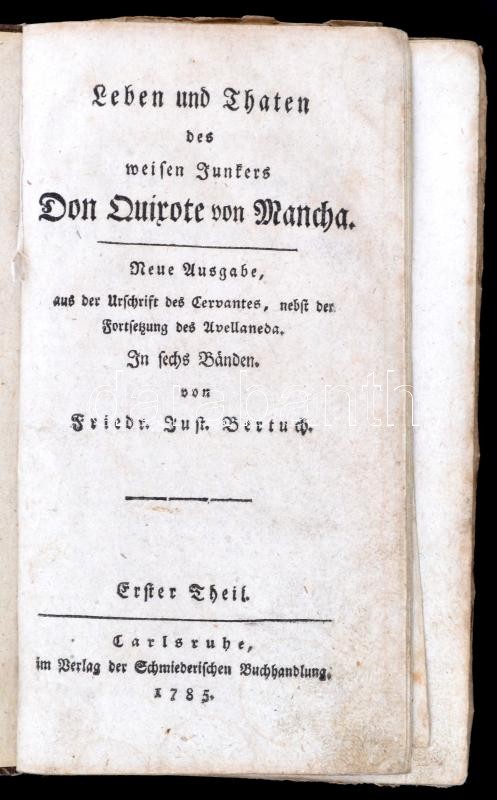 Leben und Thaten
des
weisen Junkers
Don Quixote von Mancha.
Neue Ausgabe,
aus der Urschrift des Cervantes, nebst der
Fortsetzung des Avellaneda.
In sechs Bänden.
von
Friedr. Just. Bertuch.
Erster Theil.
Carlsruhe,
im Verlag der Schmiederischen Buchhandlung.
1785.